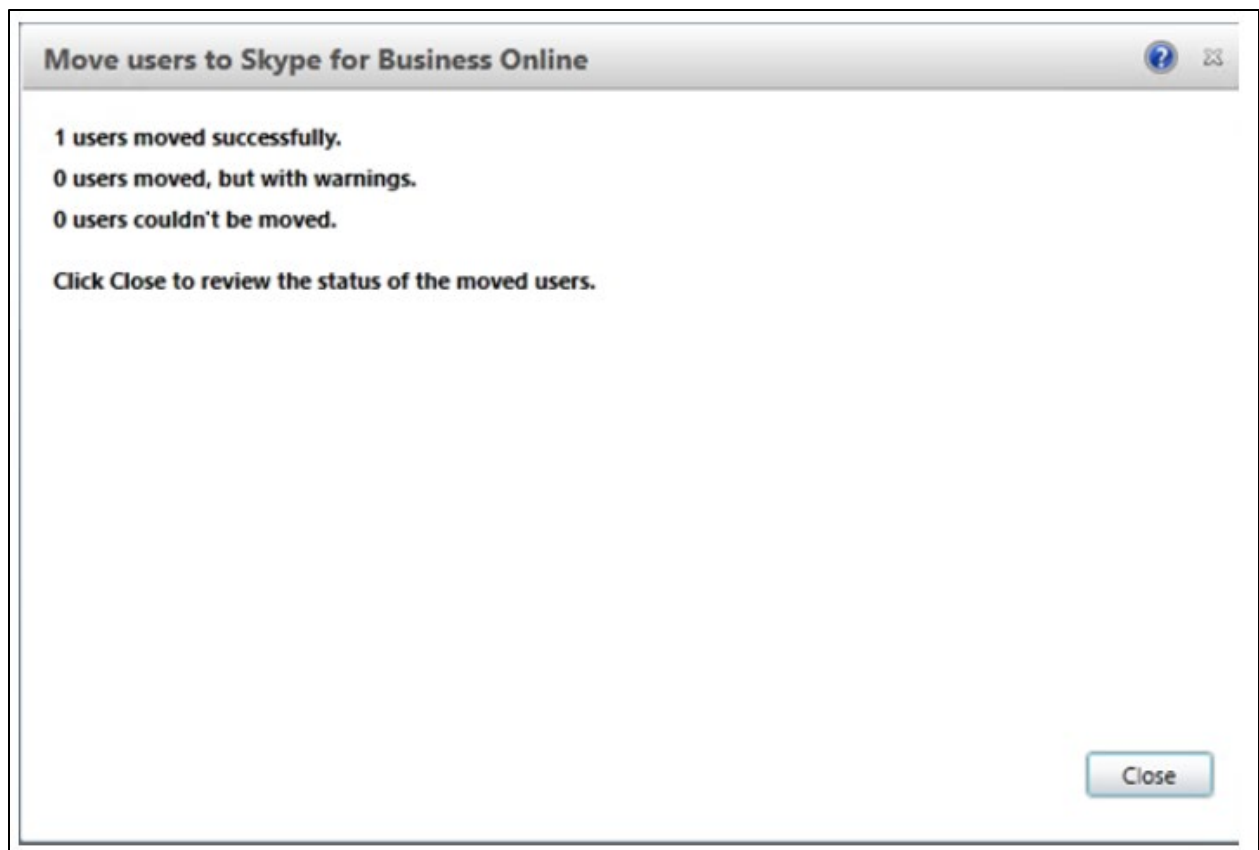 Move users to Skype for Business Online
?
1 users moved successfully.
0 users moved, but with warnings.
0 users couldn't be moved.
Click Close to review the status of the moved users.
Close